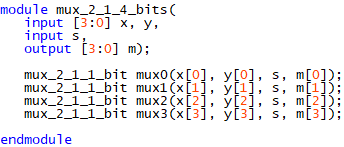 module mux_2_1_4_bits(
input [3:0] x, y,
input s,
output [3:0] m);
mux_2_1_1_bit mux0(x[0], y[0], s, m[0]);
mux_2_1_1_bit mux1(x[1], y[1], s, m[1]);
mux_2_1_1_bit mux2(x[2], y[2], s, m[2]);
mux_2_1_1_bit mux3(x[3], y[3], s, m[3]);
endmodule